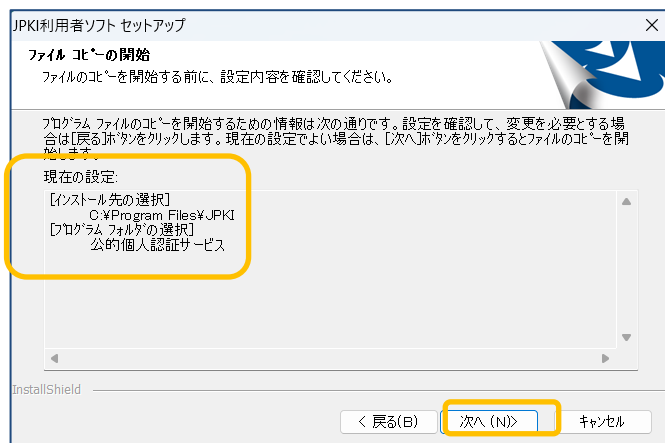 JPKI利用者ソフト セットアップ
ファイル コピーの開始
ファイルのコピーを開始する前に、設定内容を確認してください。
プログラム ファイルのコピーを開始するための情報は次の通りです。設定を確認して、変更を必要とする場
合は[戻る]ボタンをクリックします。現在の設定でよい場合は、[次へ]ボタンをクリックするとファイルのコピーを開
始します。
現在の設定:
[インストール先の選択]
C:¥Program Files¥JPKI
[プログラム フォルダの選択]
公的個人認証サービス
InstallShield
< 戻る(B)
次へ (N)>
キャンセル